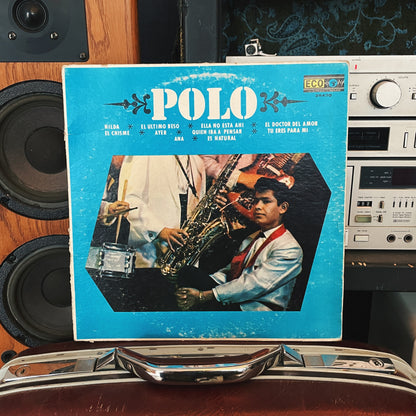 POLO
ECO
HILDA * EL ULTIMO BESO * ELLA NO ESTA AHI * EL DOCTOR DEL AMOR
EL CHISME * AYER * QUIEN IBA A PENSAR * TU ERES PARA MI
ANA * ES NATURAL